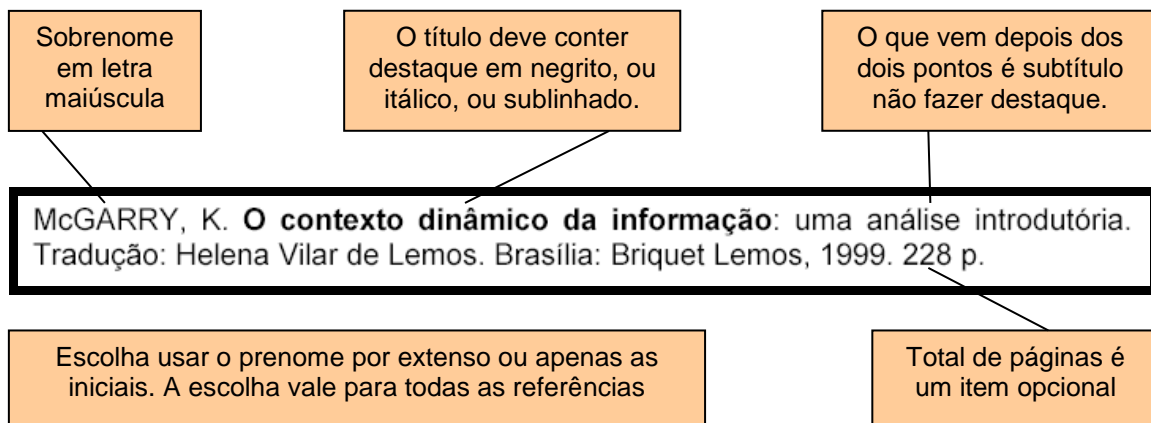 Sobrenome
em letra
maiúscula
O título deve conter
destaque em negrito, ou
itálico, ou sublinhado.
O que vem depois dos
dois pontos é subtítulo
não fazer destaque.
McGARRY, K. O contexto dinâmico da informação: uma análise introdutória.
Tradução: Helena Vilar de Lemos. Brasília: Briquet Lemos, 1999. 228 p.
Escolha usar o prenome por extenso ou apenas as
iniciais. A escolha vale para todas as referências
Total de páginas é
um item opcional